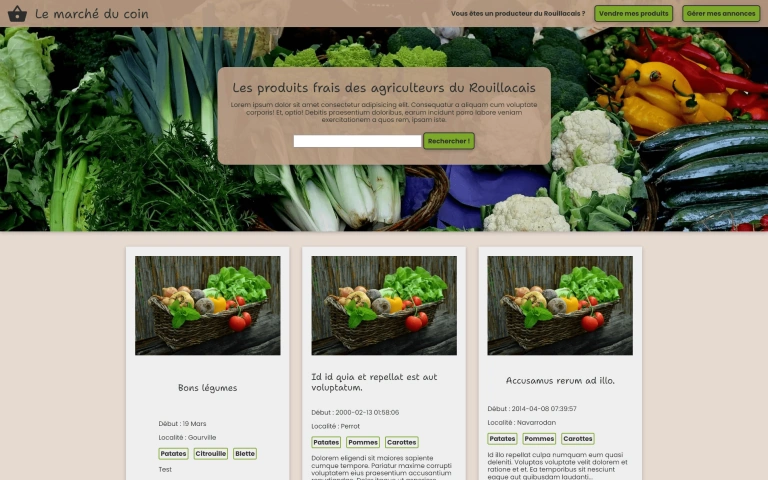 Le marché du coin
Vous êtes un producteur du Rouillacais ?
Vendre mes produits
Gérer mes annonces
Les produits frais des agriculteurs du Rouillacais
Lorem ipsum dolor sit amet consectetur adipisicing elit. Consequatur a aliquam cum voluptate
corporis! Et, optio! Debitis praesentium doloribus, earum incidunt porro labore veniam
exercitationem a quos rem, ipsam iste.
Rechercher !
Bons légumes
Début : 19 Mars
Localité : Gourville
Patates Citrouille Blette
Test
Id id quia et repellat est aut
voluptatum.
Début : 2000-02-13 01:58:06
Localité : Perrot
Patates Pommes Carottes
Dolorem eligendi sit maiores sapiente
cumque tempore. Pariatur maxime corrupti
voluptatem eius praesentium accusantium
Accusamus rerum ad illo.
Début : 2014-04-08 07:39:57
Localité : Navarrodan
Patates Pommes Carottes
Id illo repellat culpa numquam eum quasi
deleniti. Voluptas voluptate velit dolorem et
ratione et et. Ea temporibus sit nesciunt
eaque aut quibusdam laudanti...